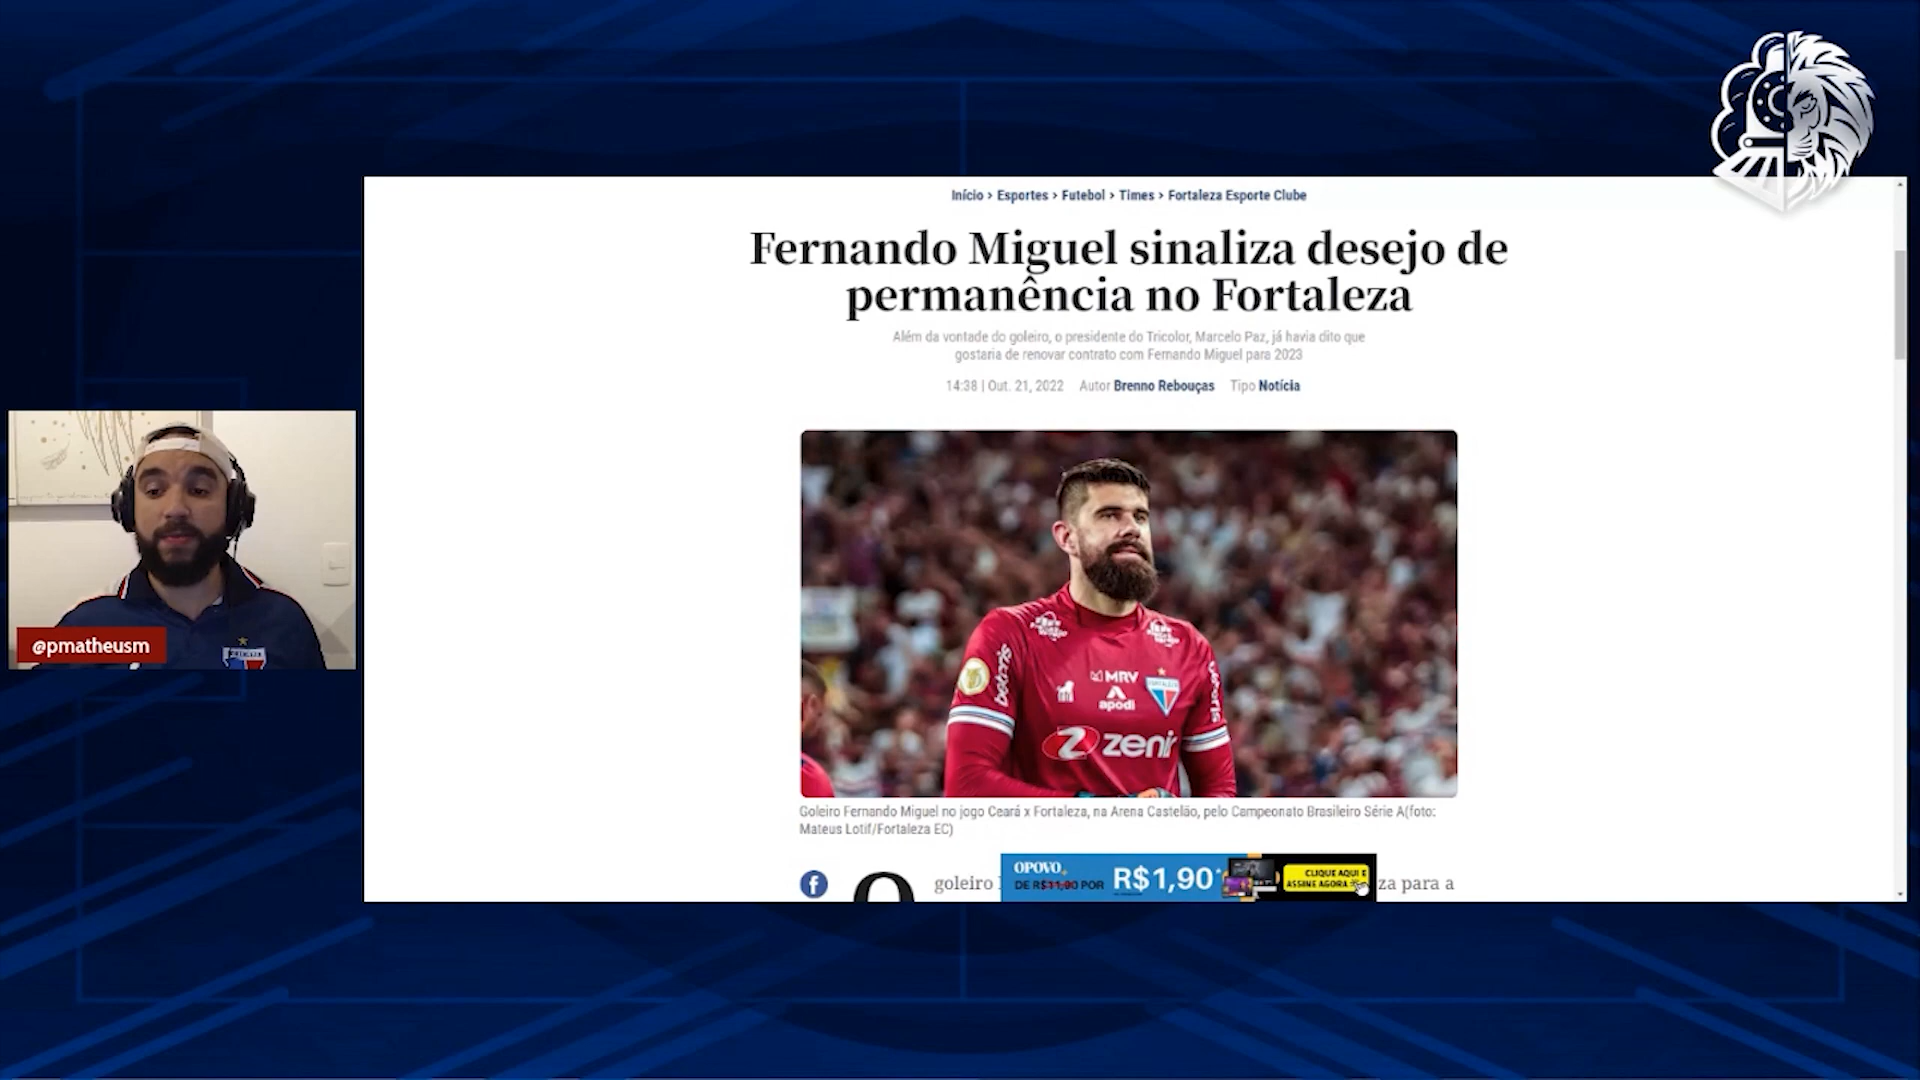 Início > Esportes > Futebol > Times > Fortaleza Esporte Clube
Fernando Miguel sinaliza desejo de
permanência no Fortaleza
Além da vontade do goleiro, o presidente do Tricolor, Marcelo Paz, já havia dito que
gostaria de renovar contrato com Fernando Miguel para 2023
14:38 | Out. 21, 2022 Autor Brenno Rebouças Tipo Notícia
@pmatheusm
FORTALEZA
betcris
MRV
apodi
FORTALEZA
zenir
Goleiro Fernando Miguel no jogo Ceará x Fortaleza, na Arena Castelão, pelo Campeonato Brasileiro Série A(foto:
Mateus Lotif/Fortaleza EC)
O goleiro
OPOVO+
DE R$11,90 POR
R$1,90*
CLIQUE AQUI E
ASSINE AGORA
za para a